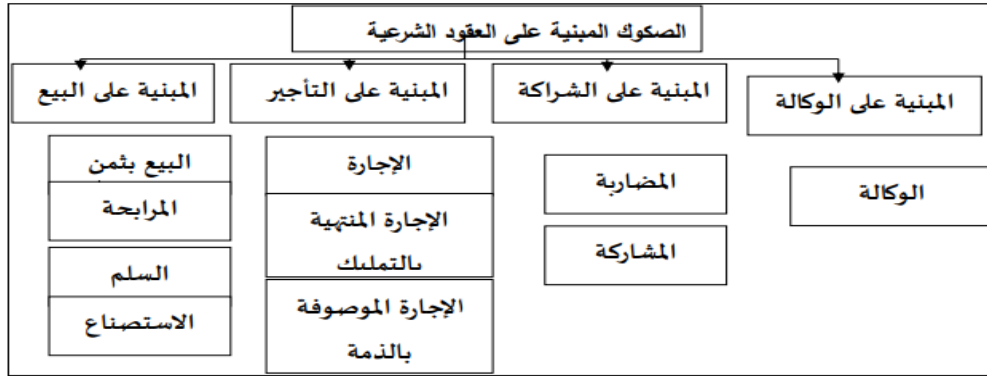 الصكوك المبنية على العقود الشرعية
المبنية على الوكالة
المبنية على الشراكة
المبنية على التأجير
المبنية على البيع
الوكالة
المضاربة
المشاركة
الإجارة
الإجارة المنتهية
بالتمليك
الإجارة الموصوفة
بالذمة
البيع بثمن
المرابحة
السلم
الاستصناع